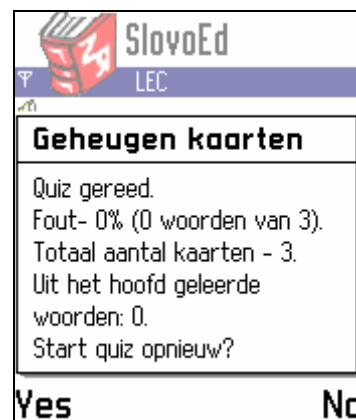 SlovoEd
LEC
Geheugen kaarten
Quiz gereed.
Fout- 0% (0 woorden van 3).
Totaal aantal kaarten - 3.
Uit het hoofd geleerde
woorden: 0.
Start quiz opnieuw?
Yes No